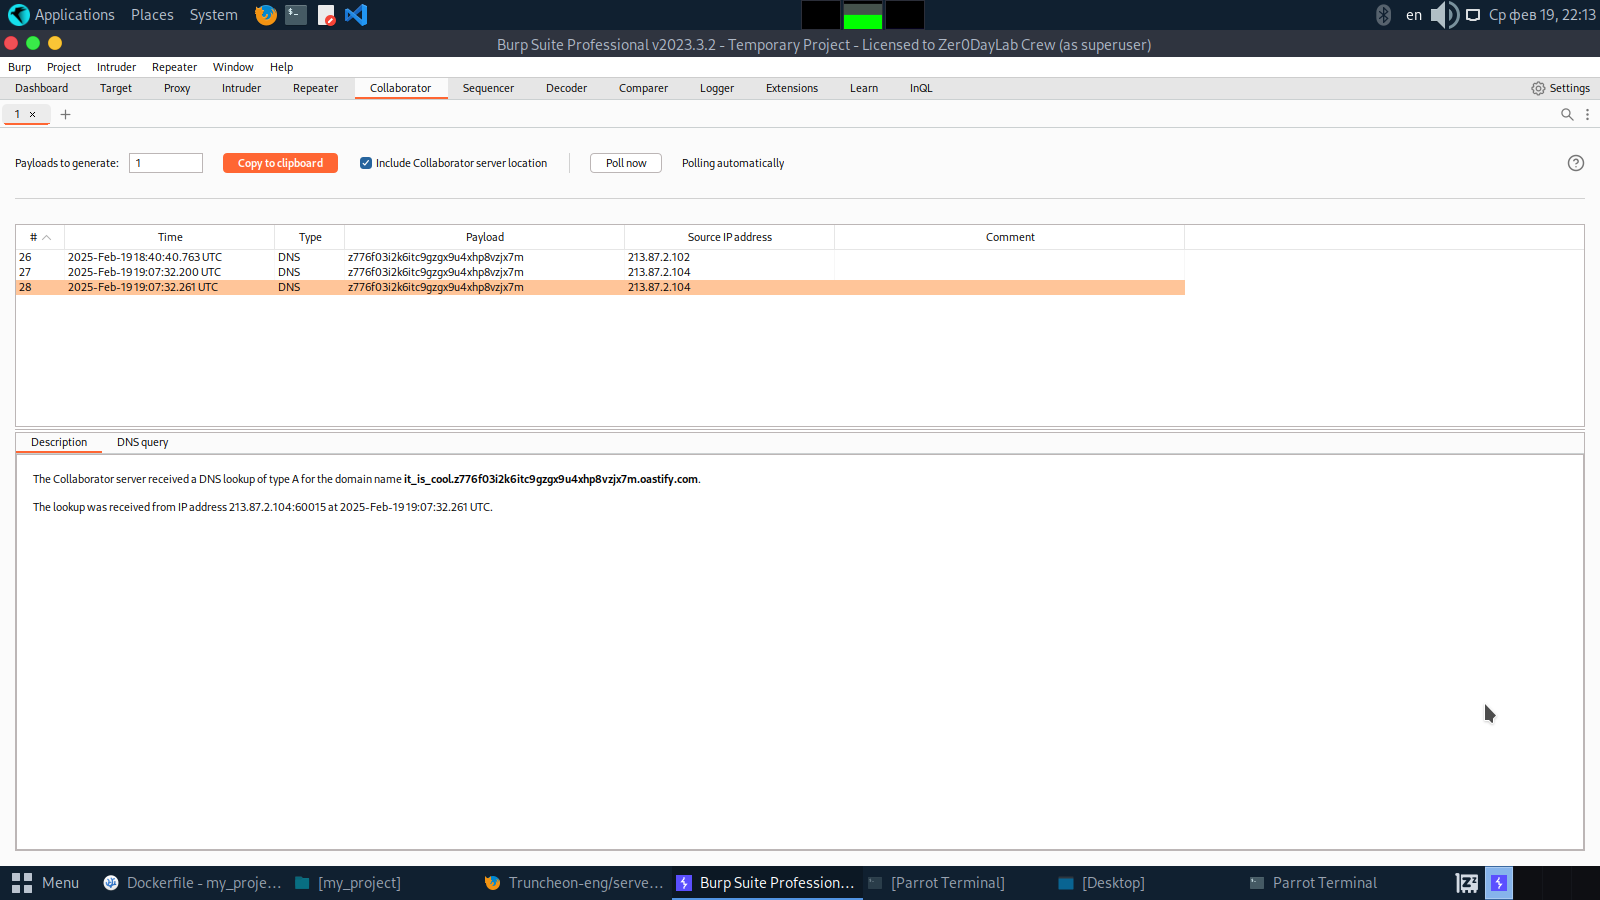 Applications Places System en Ср фев 19, 22:13
Burp Suite Professional v2023.3.2 - Temporary Project - Licensed to Zer0DayLab Crew (as superuser)
Burp Project Intruder Repeater Window Help
Dashboard Target Proxy Intruder Repeater Collaborator Sequencer Decoder Comparer Logger Extensions Learn InQL Settings
1 × +
Payloads to generate: 1 Copy to clipboard Include Collaborator server location Poll now Polling automatically ?
# Time Type Payload Source IP address Comment
26 2025-Feb-19 18:40:40.763 UTC DNS z776f03i2k6itc9gzgx9u4xhp8vzjx7m 213.87.2.102
27 2025-Feb-19 19:07:32.200 UTC DNS z776f03i2k6itc9gzgx9u4xhp8vzjx7m 213.87.2.104
28 2025-Feb-19 19:07:32.261 UTC DNS z776f03i2k6itc9gzgx9u4xhp8vzjx7m 213.87.2.104
Description DNS query
The Collaborator server received a DNS lookup of type A for the domain name it_is_cool.z776f03i2k6itc9gzgx9u4xhp8vzjx7m.oastify.com.
The lookup was received from IP address 213.87.2.104:60015 at 2025-Feb-19 19:07:32.261 UTC.
Menu Dockerfile - my_proje... [my_project] Truncheon-eng/serve... Burp Suite Profession... [Parrot Terminal] [Desktop] Parrot Terminal